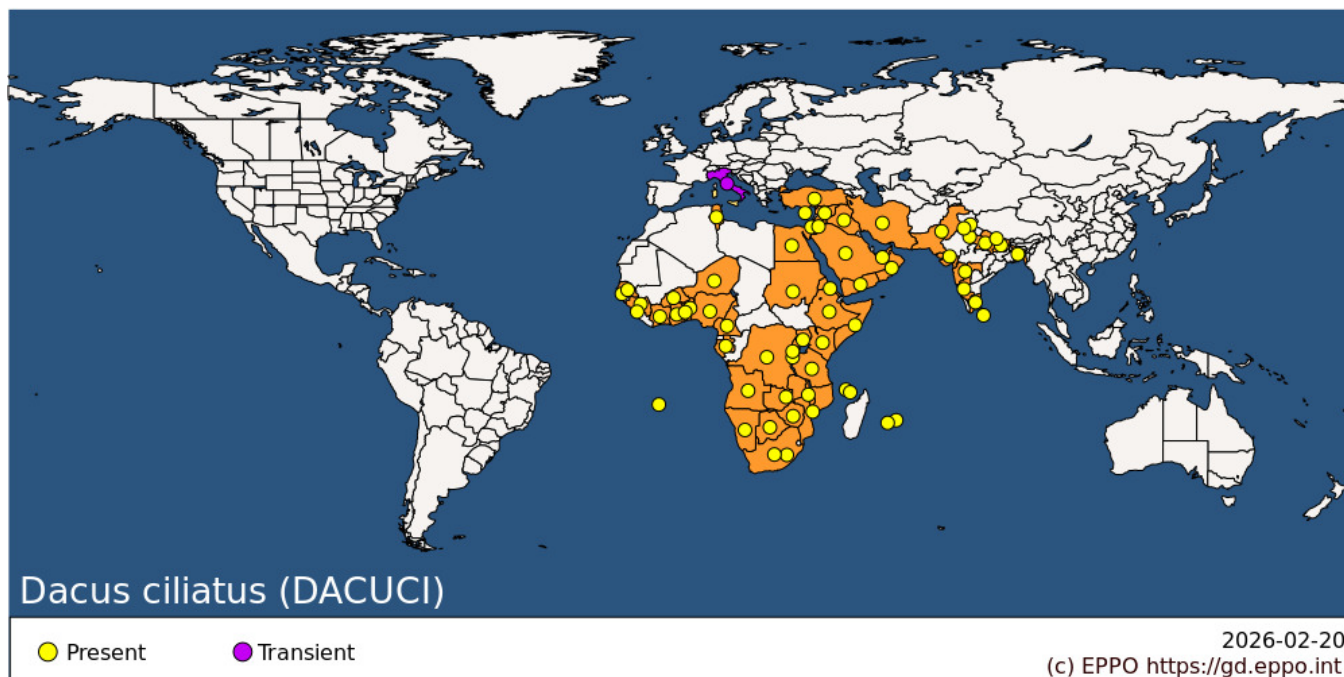 Dacus ciliatus (DACUCI)
Present
Transient
2026-02-20
(c) EPPO https://gd.eppo.int